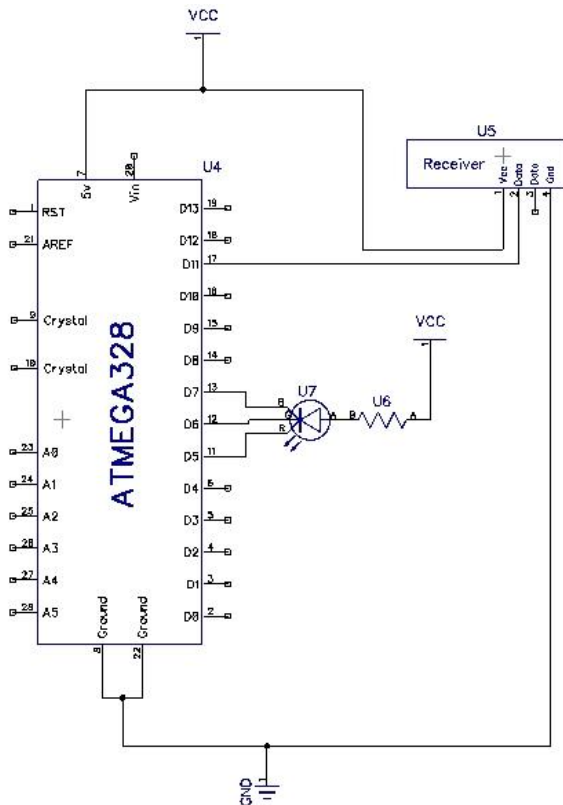 VCC
1
U5
Receiver
Vcc
Data
Data
Gnd
1
2
3
4
7
20
U4
5v
Vin
1 RST
21 AREF
9 Crystal
10 Crystal
23 A0
24 A1
25 A2
26 A3
27 A4
28 A5
ATMEGA328
D13 19
D12 18
D11 17
D10 16
D9 15
D8 14
D7 13
D6 12
D5 11
D4 6
D3 5
D2 4
D1 3
D0 2
U7
B
G
R
A
U6
B
A
VCC
1
Ground
Ground
8
22
GND
1